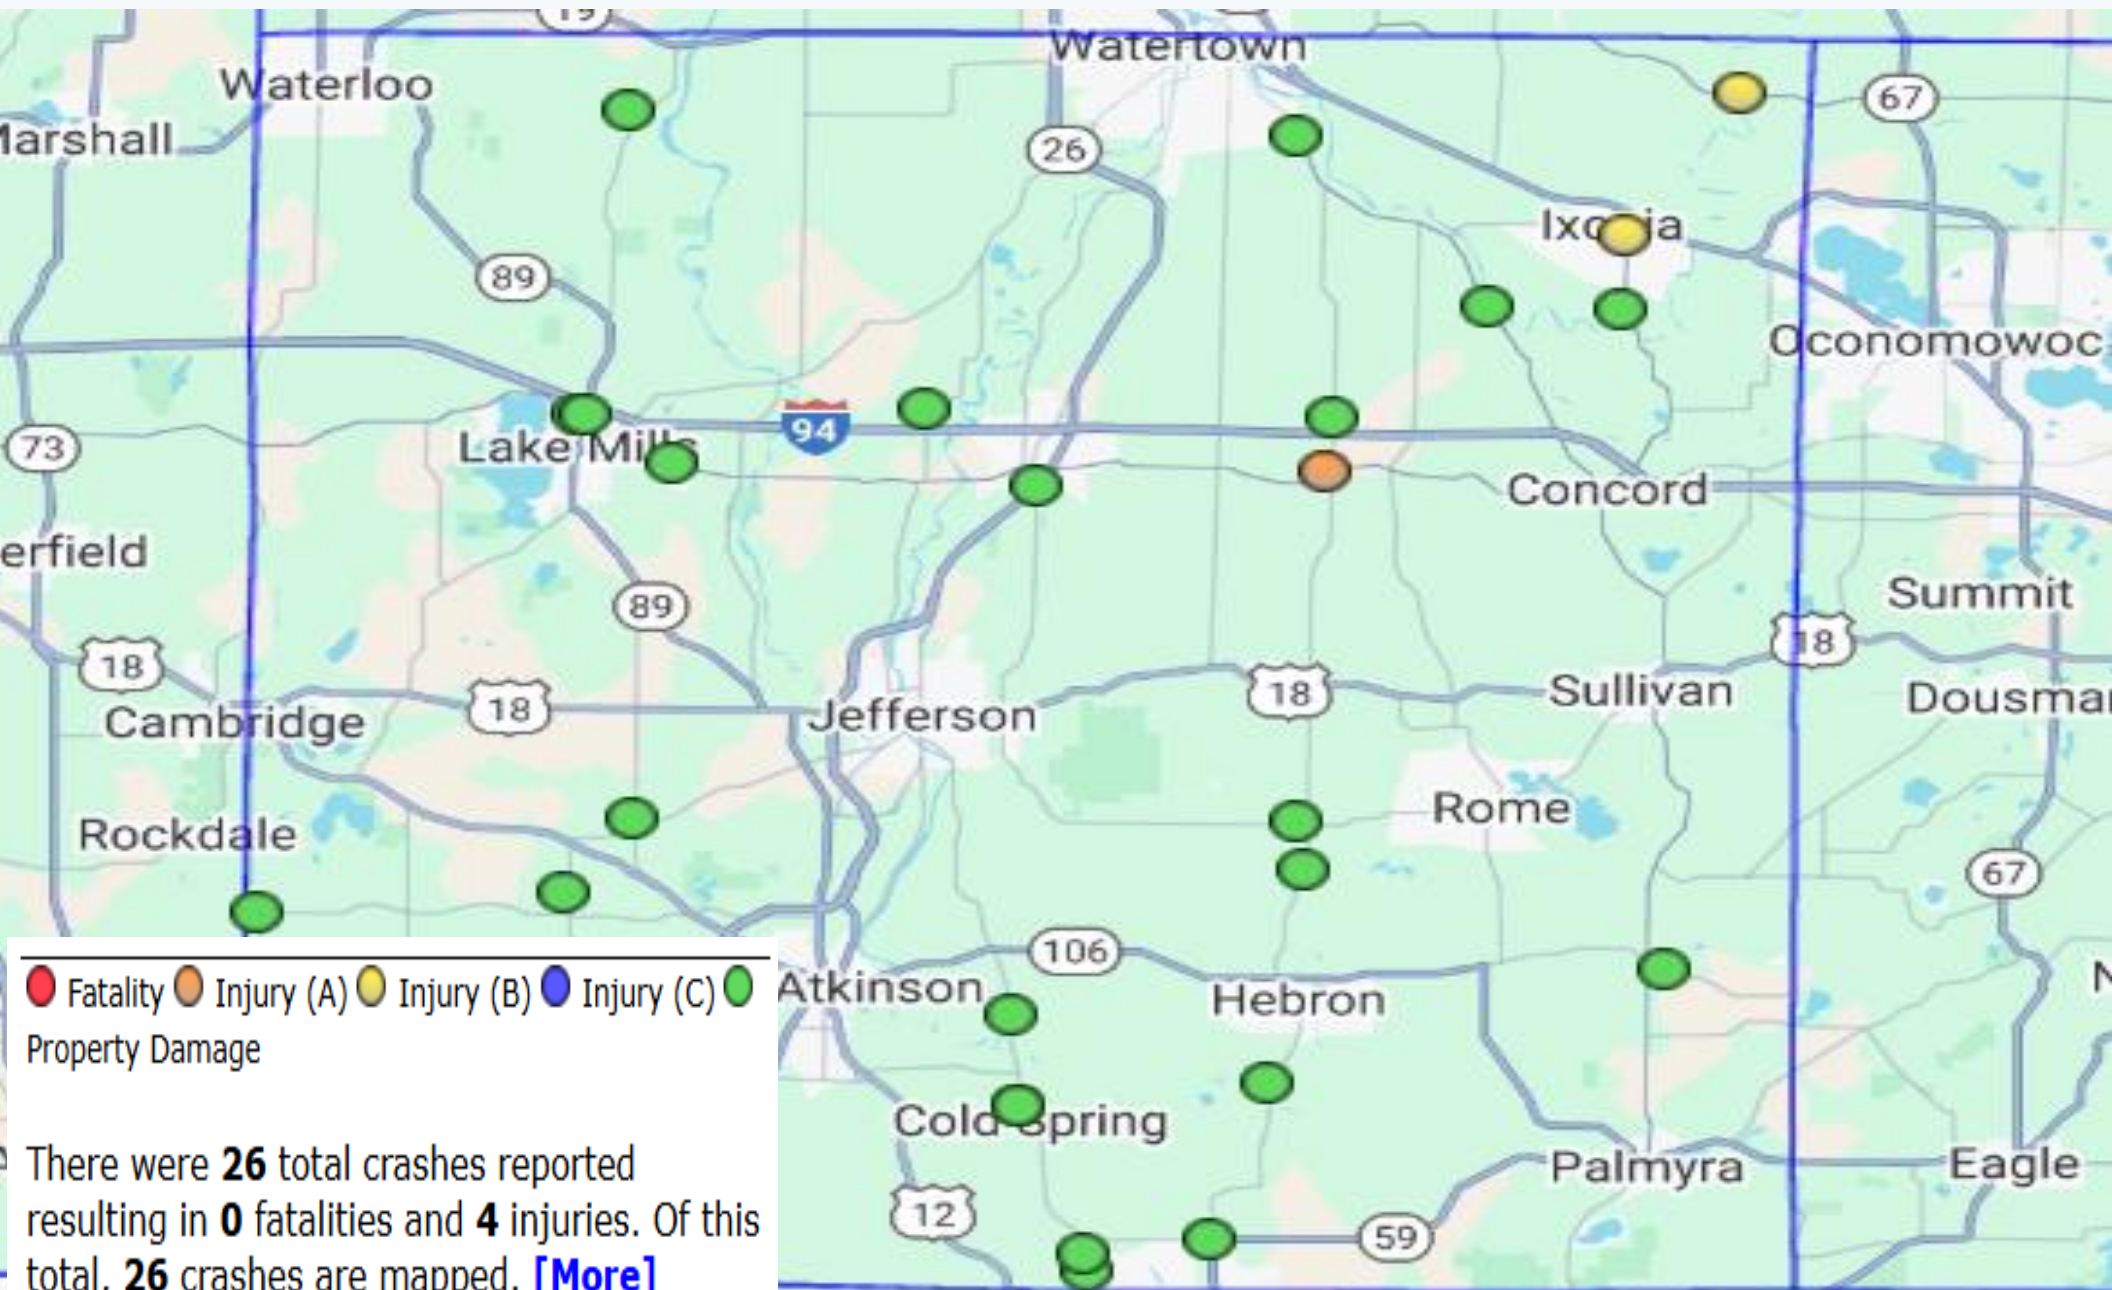 19
Watertown
Waterloo
67
Marshall
26
Ixonia
89
Oconomowoc
94
73
Lake Mills
Concord
erfield
Summit
89
18
18
18
18
Sullivan
Dousma
Cambridge
Jefferson
Rome
Rockdale
67
106
Atkinson
Hebron
N
Cold Spring
Palmyra
Eagle
12
59
Fatality Injury (A) Injury (B) Injury (C)
Property Damage
There were 26 total crashes reported
resulting in 0 fatalities and 4 injuries. Of this
total, 26 crashes are mapped. [More]